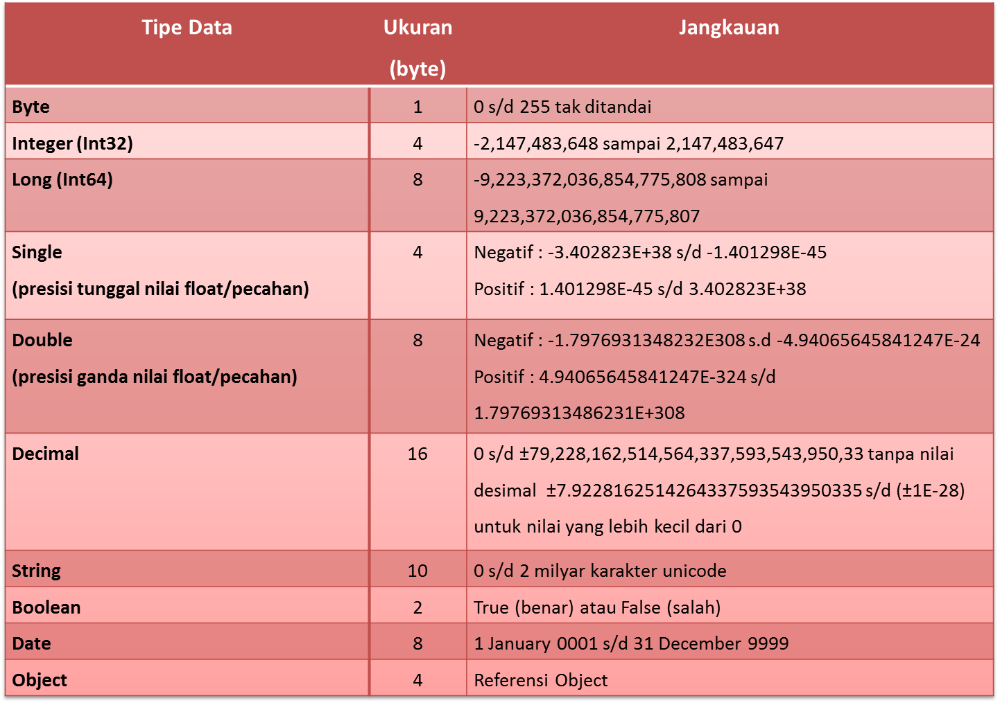 Tipe Data
Ukuran
(byte)
Jangkauan
Byte
1
0 s/d 255 tak ditandai
Integer (Int32)
4
-2,147,483,648 sampai 2,147,483,647
Long (Int64)
8
-9,223,372,036,854,775,808 sampai
9,223,372,036,854,775,807
Single
(presisi tunggal nilai float/pecahan)
4
Negatif : -3.402823E+38 s/d -1.401298E-45
Positif : 1.401298E-45 s/d 3.402823E+38
Double
(presisi ganda nilai float/pecahan)
8
Negatif : -1.7976931348232E308 s.d -4.94065645841247E-24
Positif : 4.94065645841247E-324 s/d
1.79769313486231E+308
Decimal
16
0 s/d ±79,228,162,514,564,337,593,543,950,33 tanpa nilai
desimal ±7.9228162514264337593543950335 s/d (±1E-28)
untuk nilai yang lebih kecil dari 0
String
10
0 s/d 2 milyar karakter unicode
Boolean
2
True (benar) atau False (salah)
Date
8
1 January 0001 s/d 31 December 9999
Object
4
Referensi Object